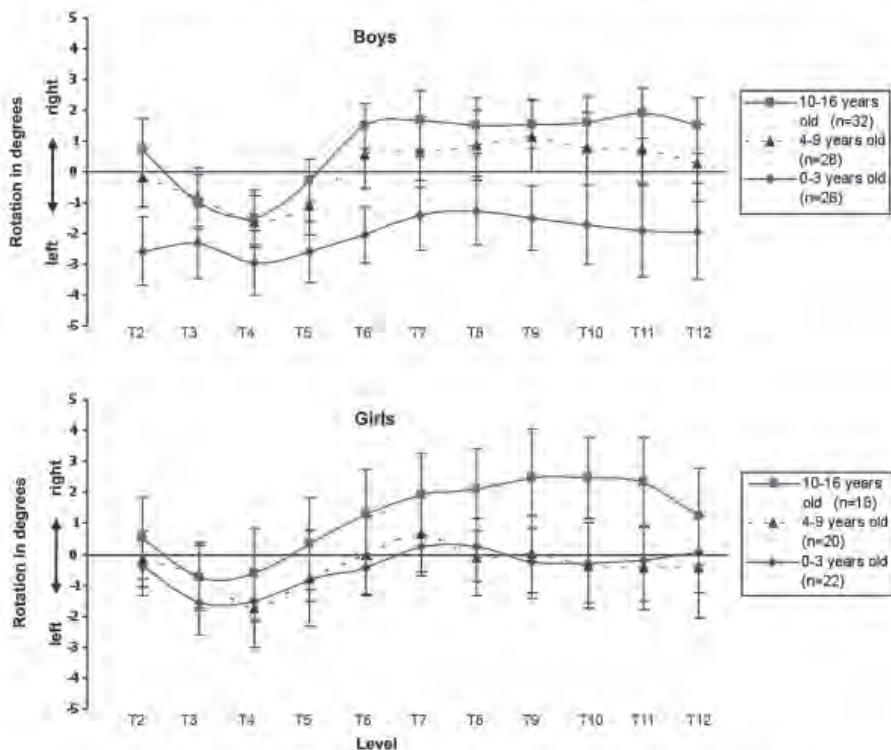 Boys
5
4
3
2
1
0
-1
-2
-3
-4
-5
Rotation in degrees
right
left
T2 T3 T4 T5 T6 T7 T8 T9 T10 T11 T12
10-16 years
old (n=32)
4-9 years old
(n=28)
0-3 years old
(n=26)
Girls
5
4
3
2
1
0
-1
-2
-3
-4
-5
Rotation in degrees
right
left
T2 T3 T4 T5 T6 T7 T8 T9 T10 T11 T12
Level
10-16 years
old
4-9 years old
(n=20)
0-3 years old
(n=22)